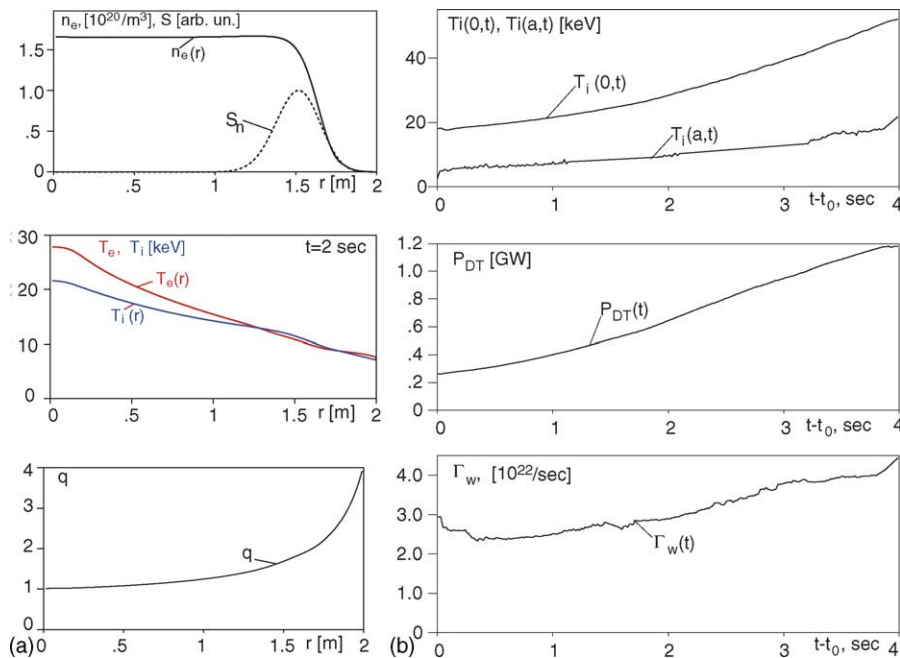 n_e, [10^20/m^3], S [arb. un.]
1.5
n_e(r)
1
.5
S_n
0
0 .5 1 1.5 r [m] 2
30
T_e, T_i [keV] t=2 sec
T_e(r)
20
T_i(r)
10
0
0 .5 1 1.5 r [m] 2
4
q
3
2
q
1
0
(a) 0 .5 1 1.5 r [m] 2
Ti(0,t), Ti(a,t) [keV]
40
T_i (0,t)
20
T_i(a,t)
0
0 1 2 3 t-t_0, sec 4
1.2
P_DT [GW]
1.0
.8
P_DT(t)
.6
.4
.2
0
0 1 2 3 t-t_0, sec 4
Γ_w, [10^22/sec]
4.0
3.0
Γ_w(t)
2.0
1.0
0.0
(b) 0 1 2 3 t-t_0, sec 4